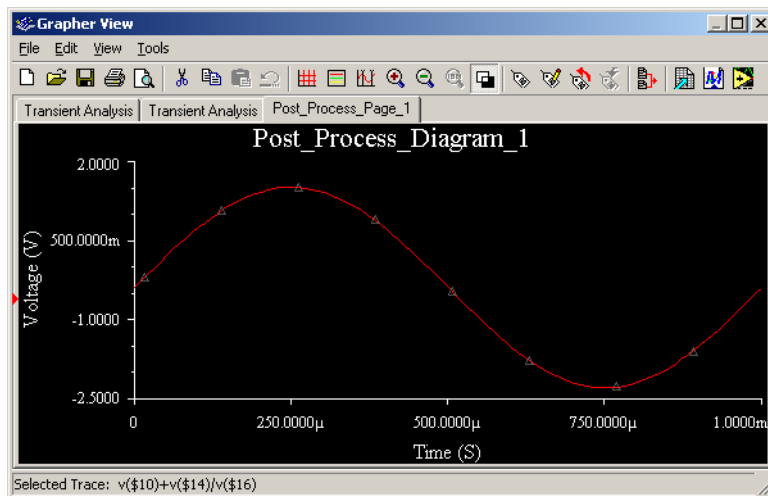 Grapher View
File Edit View Tools
Transient Analysis Transient Analysis Post_Process_Page_1
Post_Process_Diagram_1
2.0000
500.0000m
-1.0000
-2.5000
Voltage (V)
0 250.0000µ 500.0000µ 750.0000µ 1.0000m
Time (S)
Selected Trace: v($10)+v($14)/v($16)